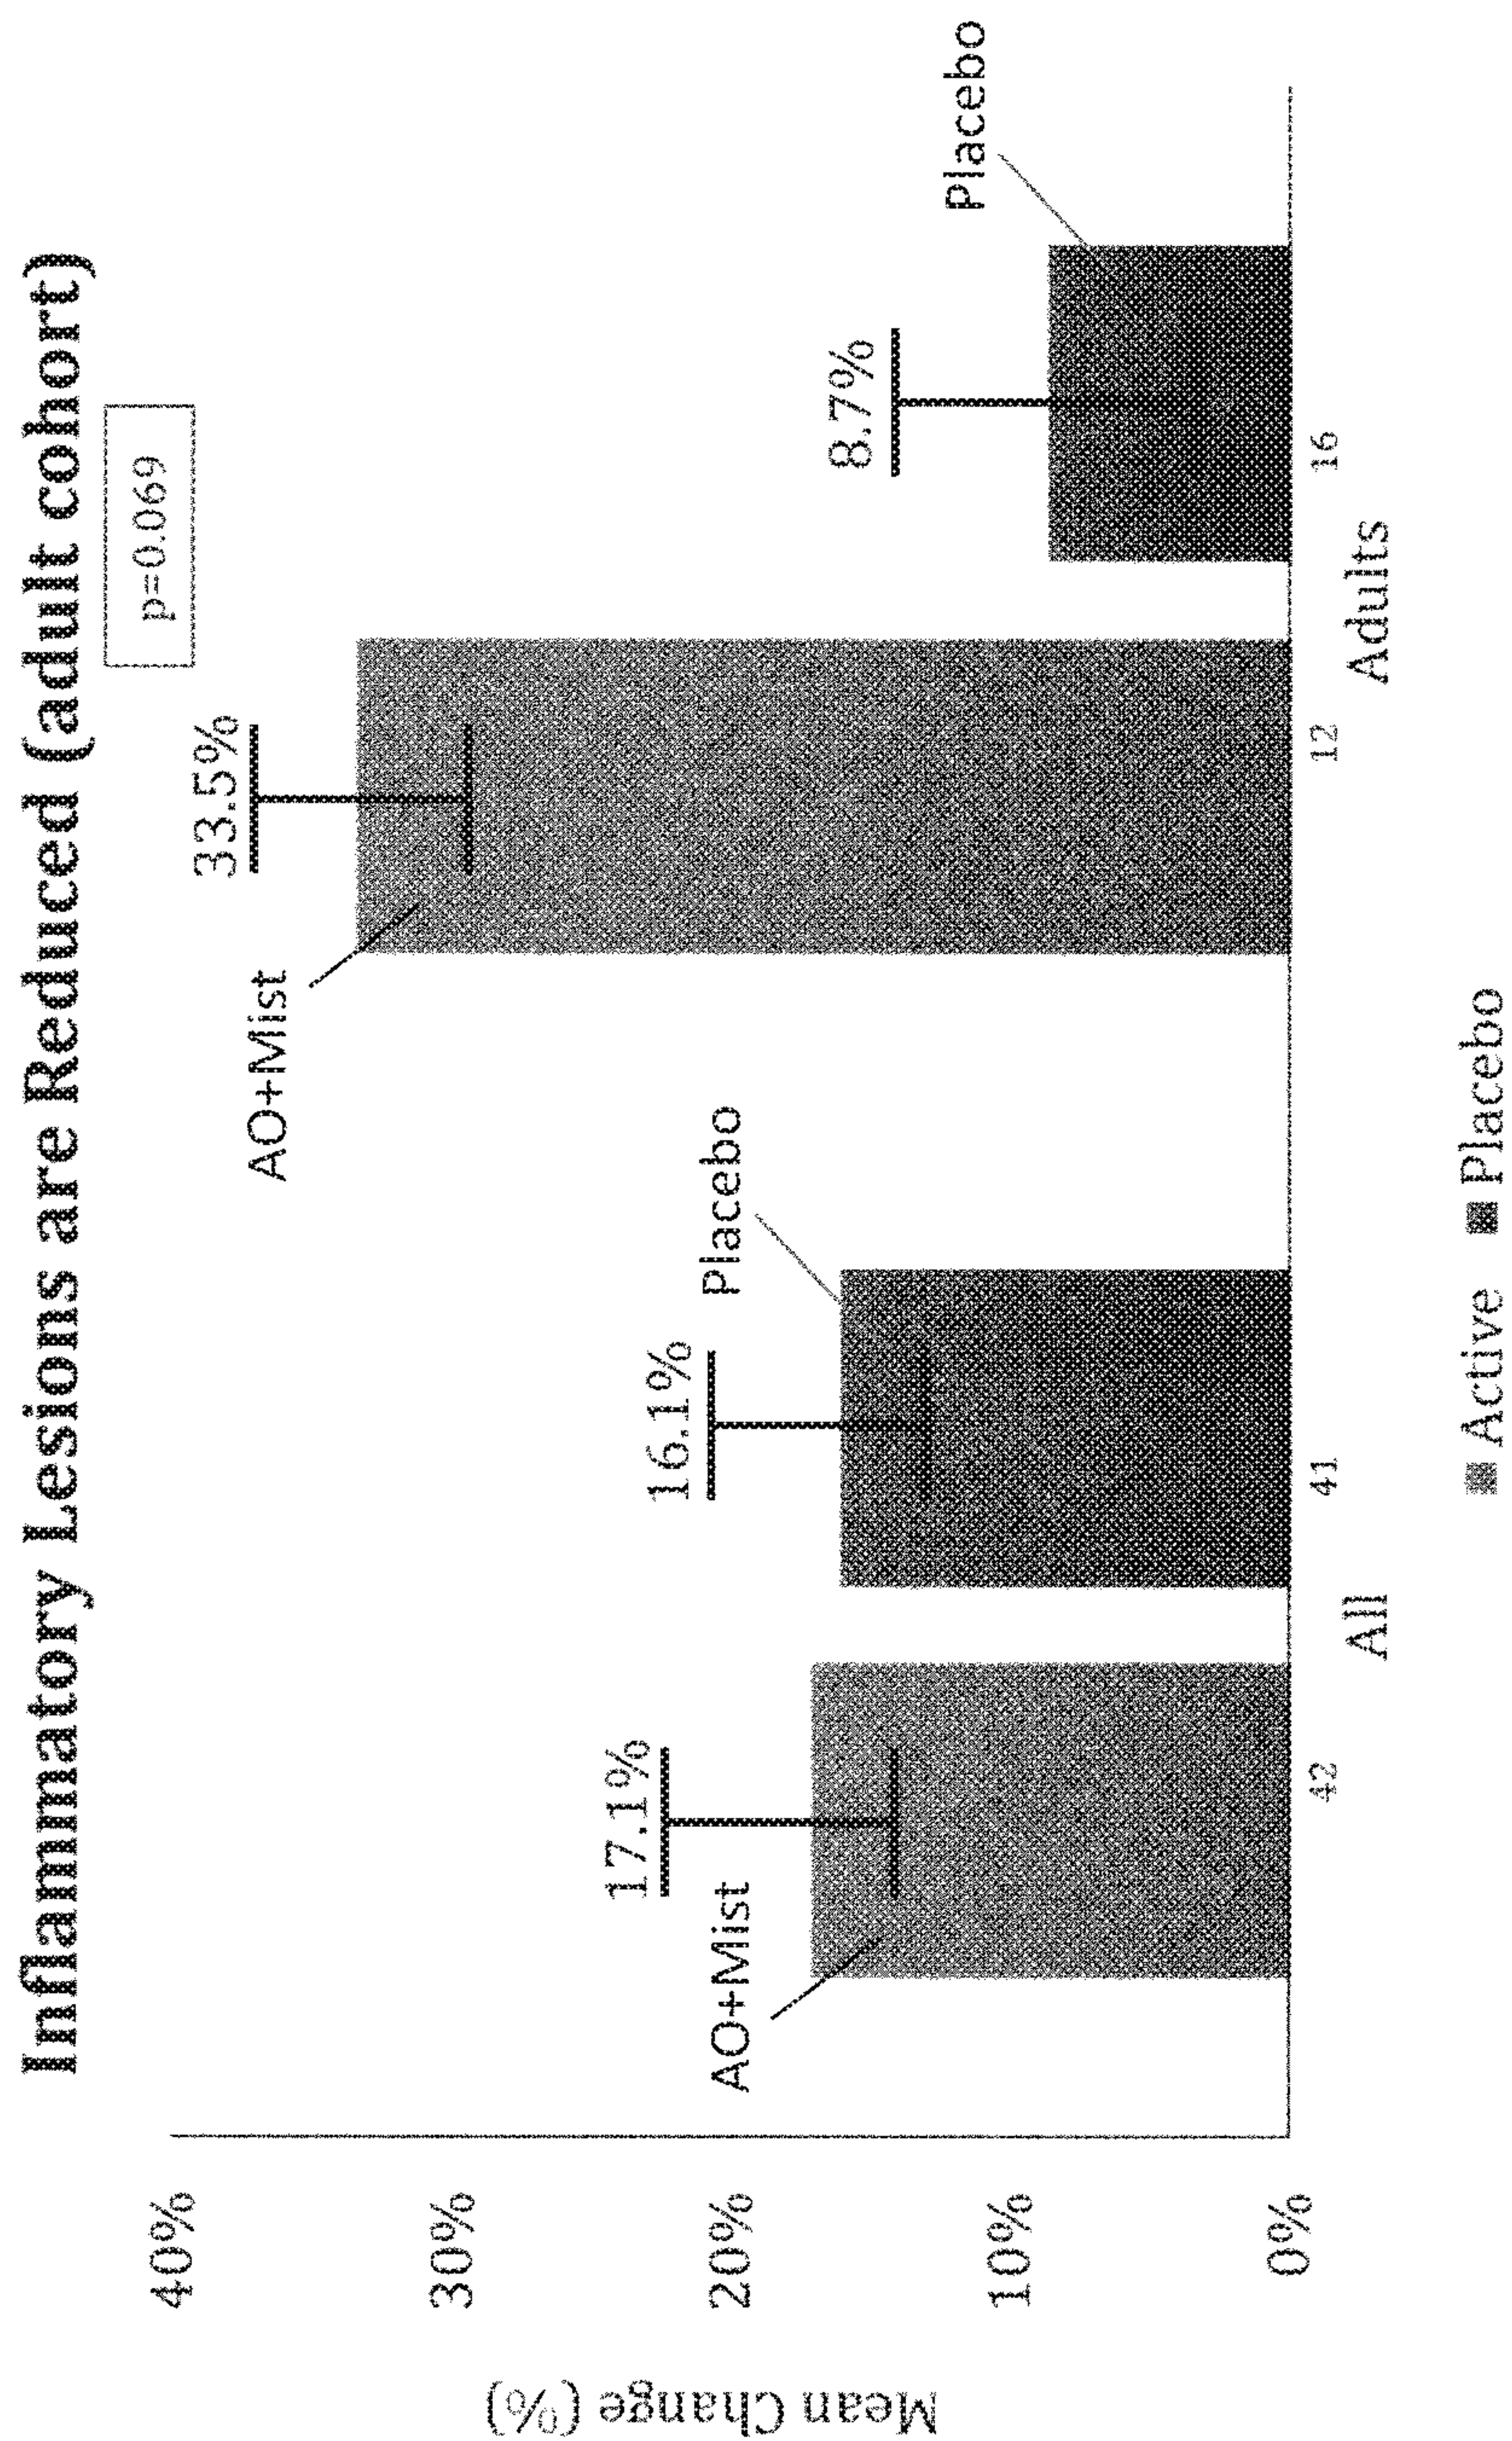 Inflammatory Lesions are Reduced (adult cohort)
p=0.069
Mean Change (%)
40%
30%
20%
10%
0%
17.1%
AO+Mist
16.1%
Placebo
33.5%
AO+Mist
8.7%
Placebo
42
41
12
16
All
Adults
Active
Placebo